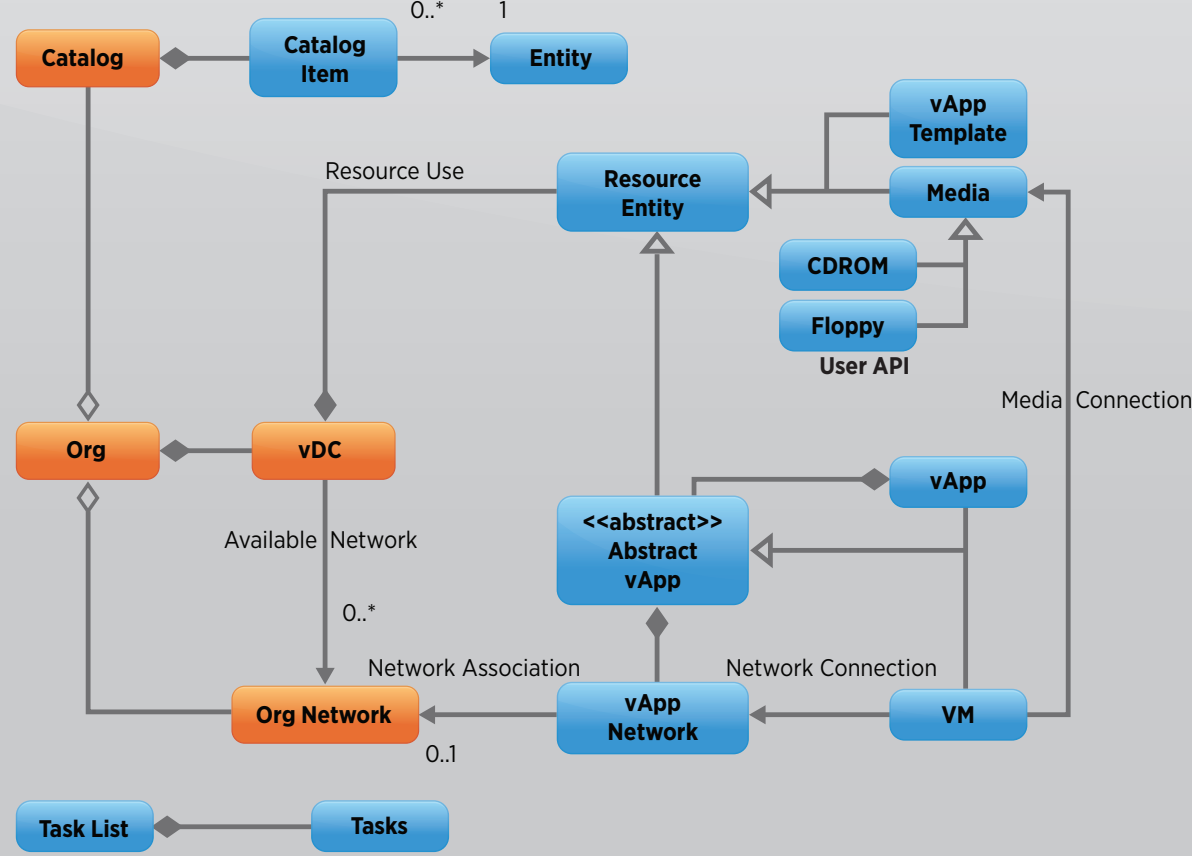 0..*
1
Catalog
Catalog
Item
Entity
vApp
Template
Resource Use
Resource
Entity
Media
CDROM
Floppy
User API
Media Connection
Org
vDC
vApp
<<abstract>>
Abstract
vApp
Available Network
0..*
Network Association
Network Connection
Org Network
vApp
Network
VM
0..1
Task List
Tasks